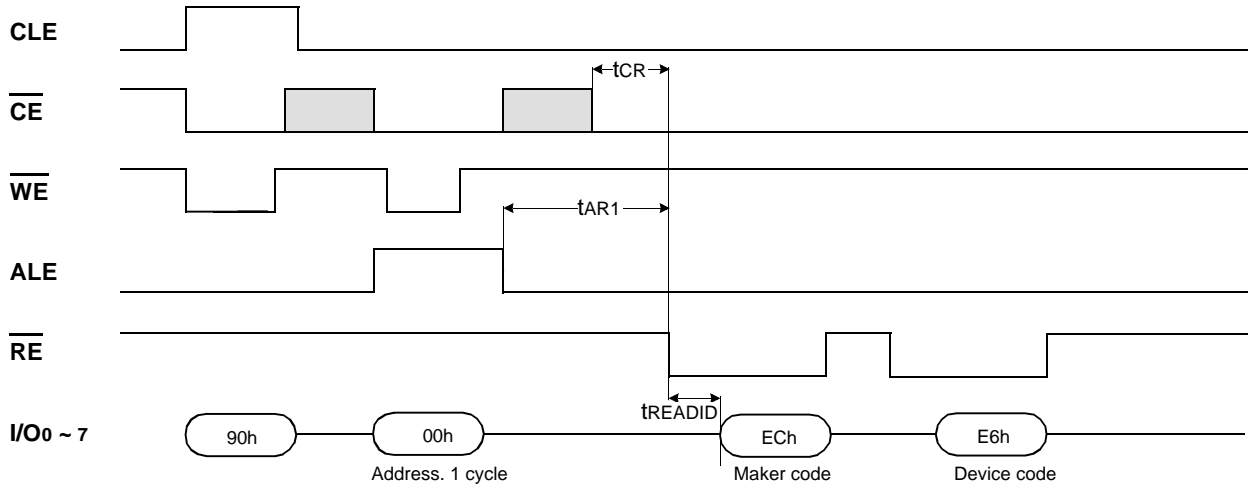 CLE
tCR
CE
WE
tAR1
ALE
RE
tREADID
I/O0 ~ 7
90h
00h
ECh
E6h
Address. 1 cycle
Maker code
Device code